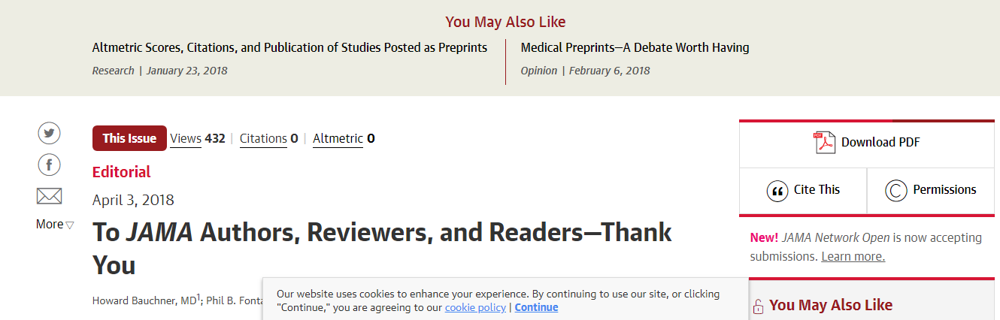 You May Also Like
Altmetric Scores, Citations, and Publication of Studies Posted as Preprints
Research | January 23, 2018
Medical Preprints—A Debate Worth Having
Opinion | February 6, 2018
This Issue Views 432 | Citations 0 | Altmetric 0
Editorial
April 3, 2018
More
To JAMA Authors, Reviewers, and Readers—Thank
You
Howard Bauchner, MD1; Phil B.
Our website uses cookies to enhance your experience. By continuing to use our site, or clicking
"Continue," you are agreeing to our cookie policy | Continue
PDF
Download PDF
Cite This
Permissions
New! JAMA Network Open is now accepting
submissions. Learn more.
You May Also Like